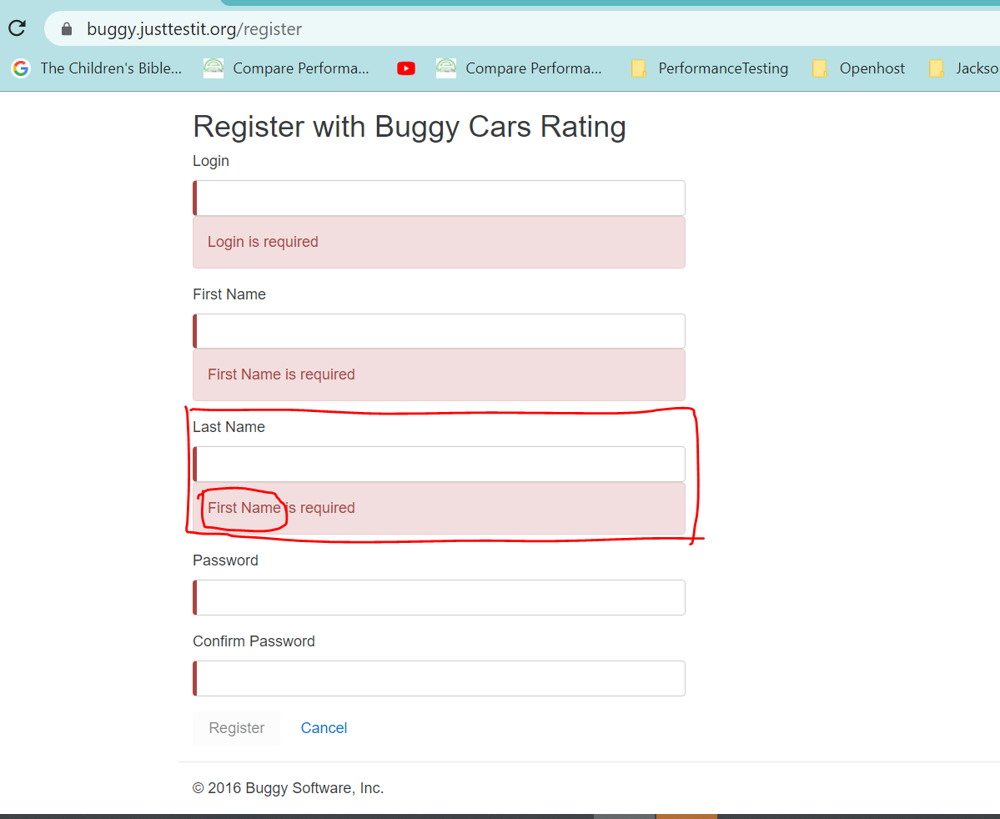 buggy.justtestit.org/register
The Children's Bible... Compare Performa... Compare Performa... PerformanceTesting Openhost Jackso
Register with Buggy Cars Rating
Login
Login is required
First Name
First Name is required
Last Name
First Name is required
Password
Confirm Password
Register Cancel
© 2016 Buggy Software, Inc.